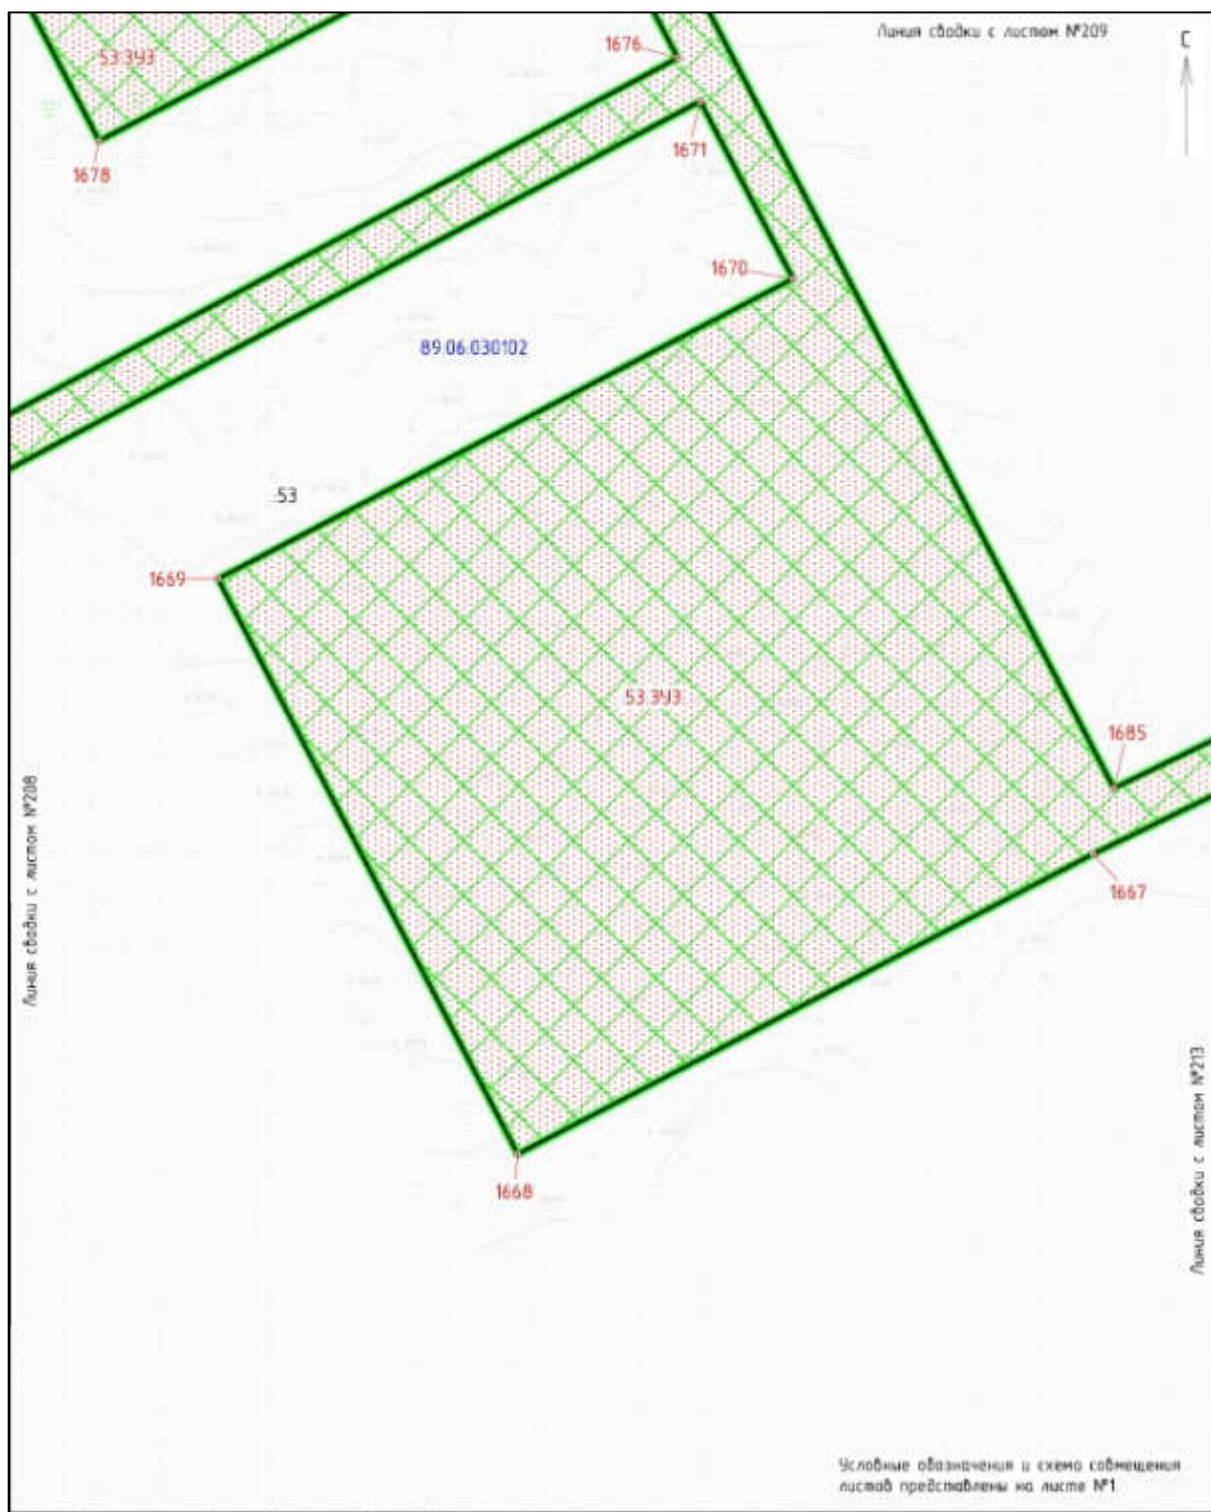 Линия сводки с листом №209
С
1676
53:ЗУ3
1671
1678
1670
89:06:030102
:53
1669
53:ЗУ3
1685
Линия сводки с листом №208
1667
Линия сводки с листом №213
1668
Условные обозначения и схема совмещения
листов представлены на листе №1